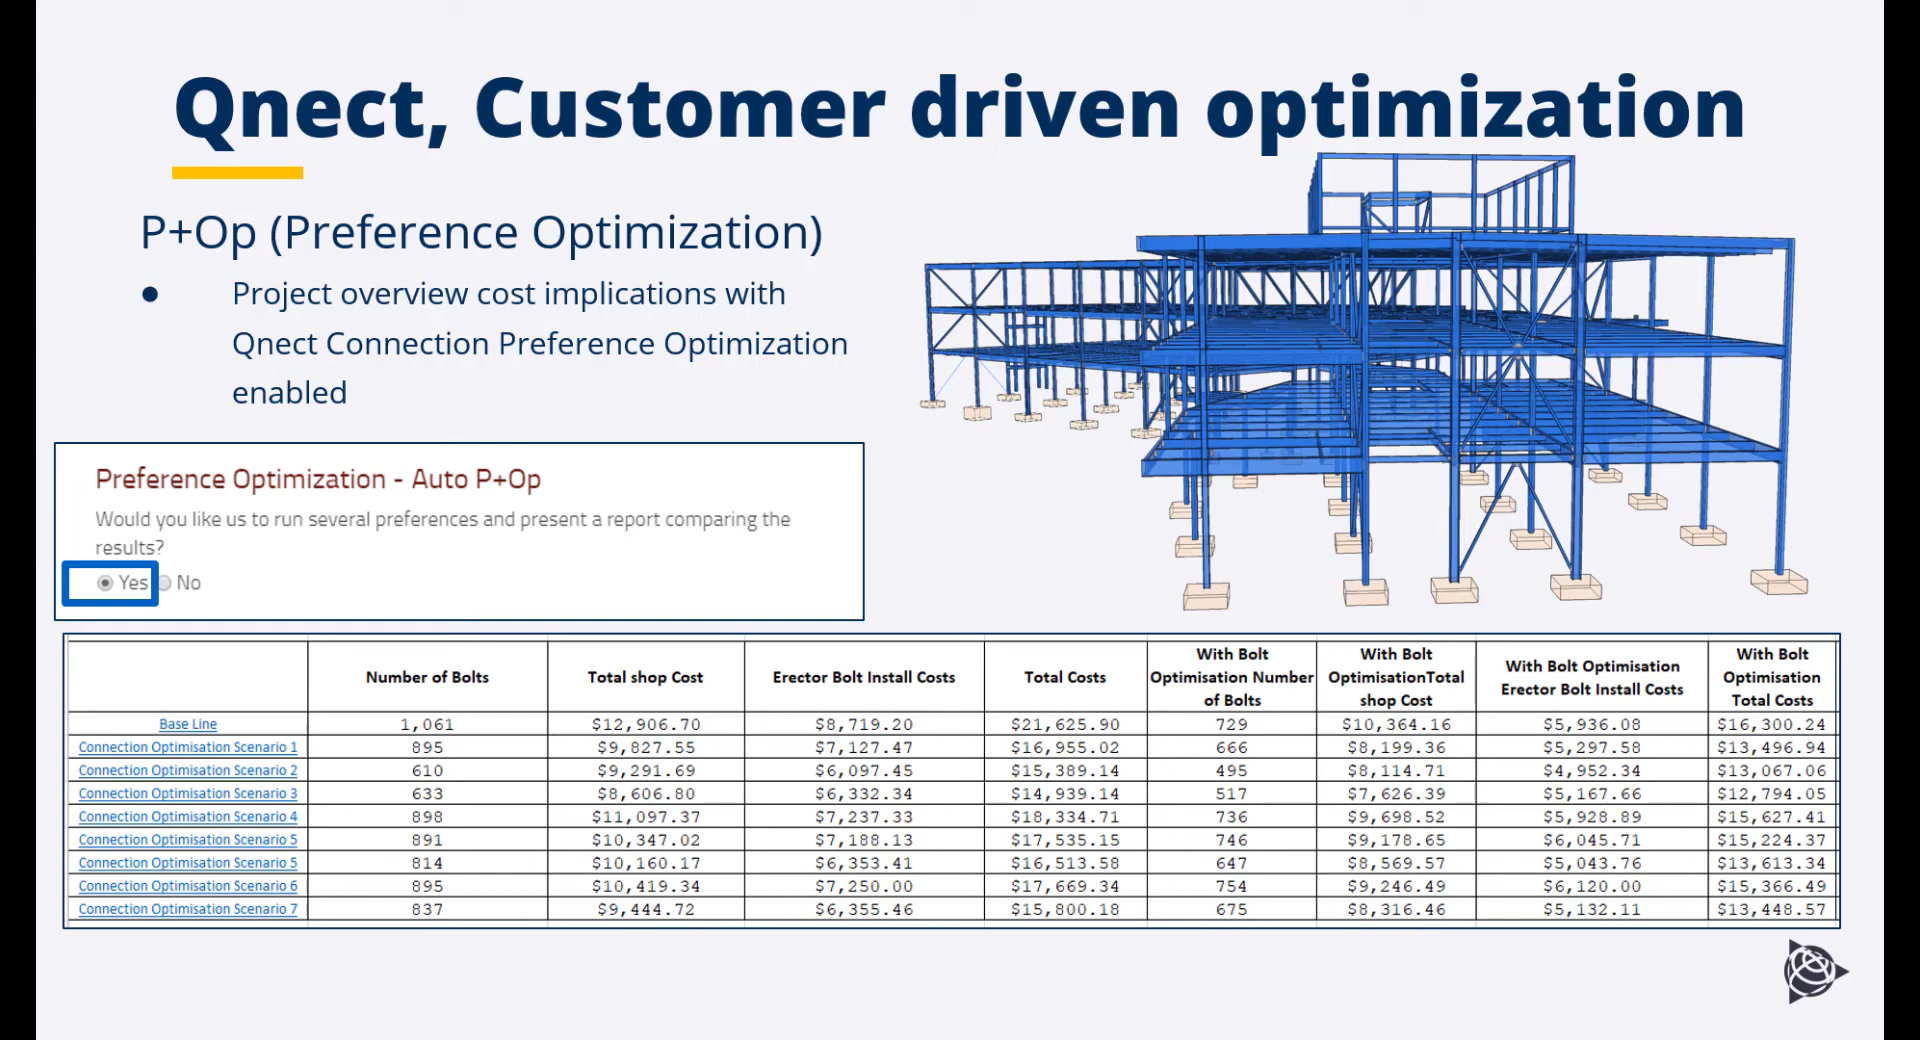 Qnect, Customer driven optimization
P+Op (Preference Optimization)
● Project overview cost implications with
Qnect Connection Preference Optimization
enabled
Preference Optimization - Auto P+Op
Would you like us to run several preferences and present a report comparing the
results?
Yes No
Number of Bolts Total shop Cost Erector Bolt Install Costs Total Costs With Bolt Optimisation Number of Bolts With Bolt OptimisationTotal shop Cost With Bolt Optimisation Erector Bolt Install Costs With Bolt Optimisation Total Costs
Base Line 1,061 $12,906.70 $8,719.20 $21,625.90 729 $10,364.16 $5,936.08 $16,300.24
Connection Optimisation Scenario 1 895 $9,827.55 $7,127.47 $16,955.02 666 $8,199.36 $5,297.58 $13,496.94
Connection Optimisation Scenario 2 610 $9,291.69 $6,097.45 $15,389.14 495 $8,114.71 $4,952.34 $13,067.06
Connection Optimisation Scenario 3 633 $8,606.80 $6,332.34 $14,939.14 517 $7,626.39 $5,167.66 $12,794.05
Connection Optimisation Scenario 4 898 $11,097.37 $7,237.33 $18,334.71 736 $9,698.52 $5,928.89 $15,627.41
Connection Optimisation Scenario 5 891 $10,347.02 $7,188.13 $17,535.15 746 $9,178.65 $6,045.71 $15,224.37
Connection Optimisation Scenario 5 814 $10,160.17 $6,353.41 $16,513.58 647 $8,569.57 $5,043.76 $13,613.34
Connection Optimisation Scenario 6 895 $10,419.34 $7,250.00 $17,669.34 754 $9,246.49 $6,120.00 $15,366.49
Connection Optimisation Scenario 7 837 $9,444.72 $6,355.46 $15,800.18 675 $8,316.46 $5,132.11 $13,448.57